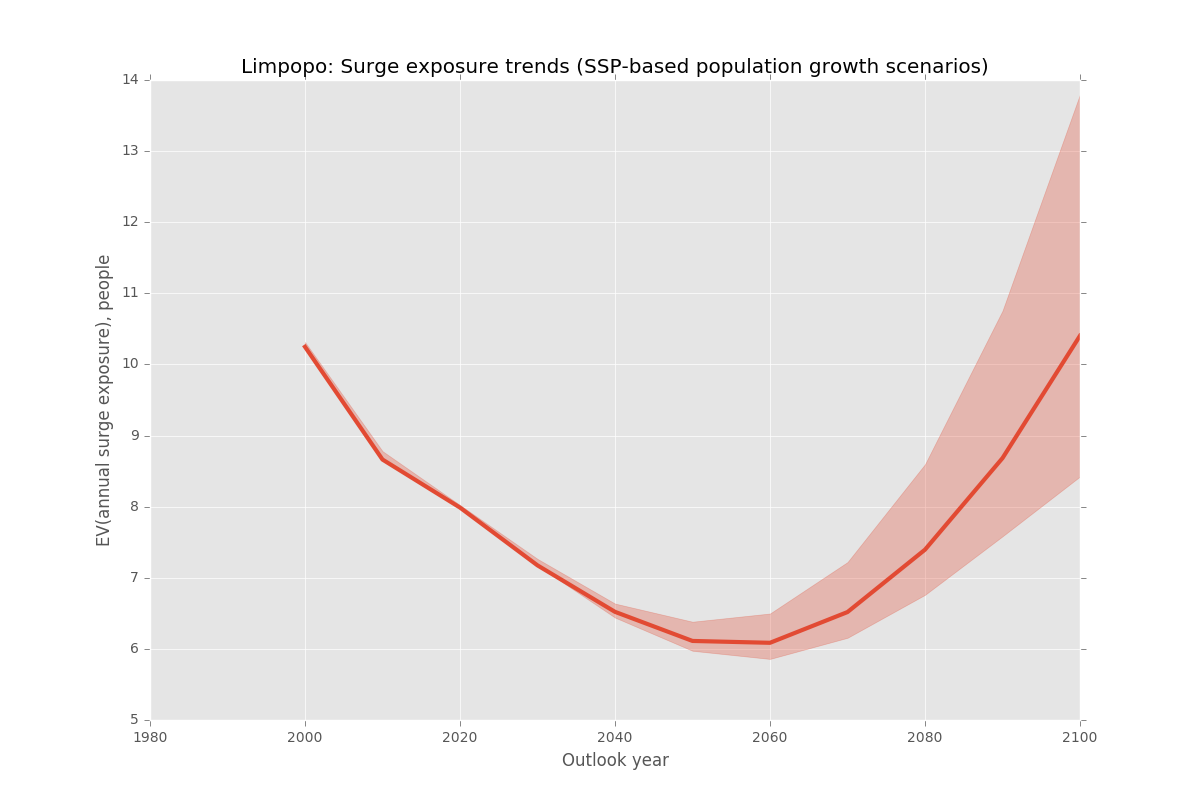 Limpopo: Surge exposure trends (SSP-based population growth scenarios)
14
13
12
11
10
9
8
7
6
5
EV(annual surge exposure), people
1980 2000 2020 2040 2060 2080 2100
Outlook year